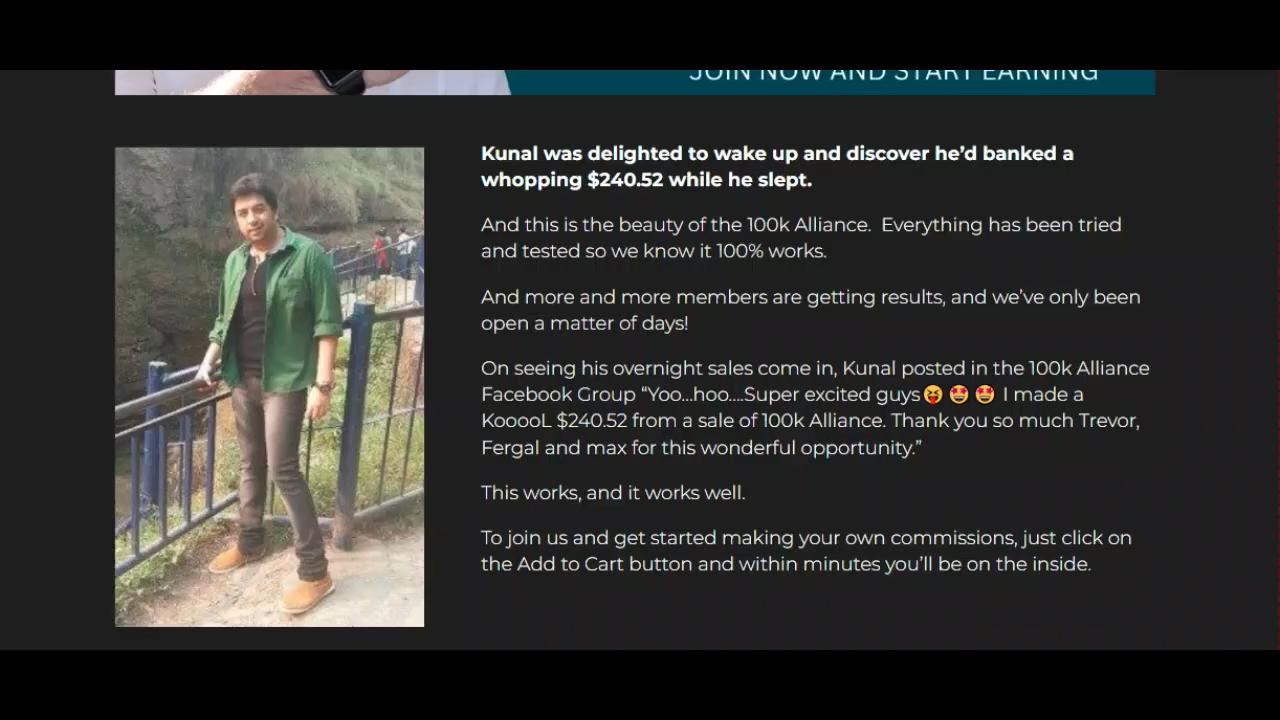 JOIN NOW AND START EARNING
Kunal was delighted to wake up and discover he’d banked a
whopping $240.52 while he slept.
And this is the beauty of the 100k Alliance.  Everything has been tried
and tested so we know it 100% works.
And more and more members are getting results, and we’ve only been
open a matter of days!
On seeing his overnight sales come in, Kunal posted in the 100k Alliance
Facebook Group “Yoo...hoo....Super excited guys😝 🤩 🤩  I made a
KooooL $240.52 from a sale of 100k Alliance. Thank you so much Trevor,
Fergal and max for this wonderful opportunity.”
This works, and it works well.
To join us and get started making your own commissions, just click on
the Add to Cart button and within minutes you’ll be on the inside.